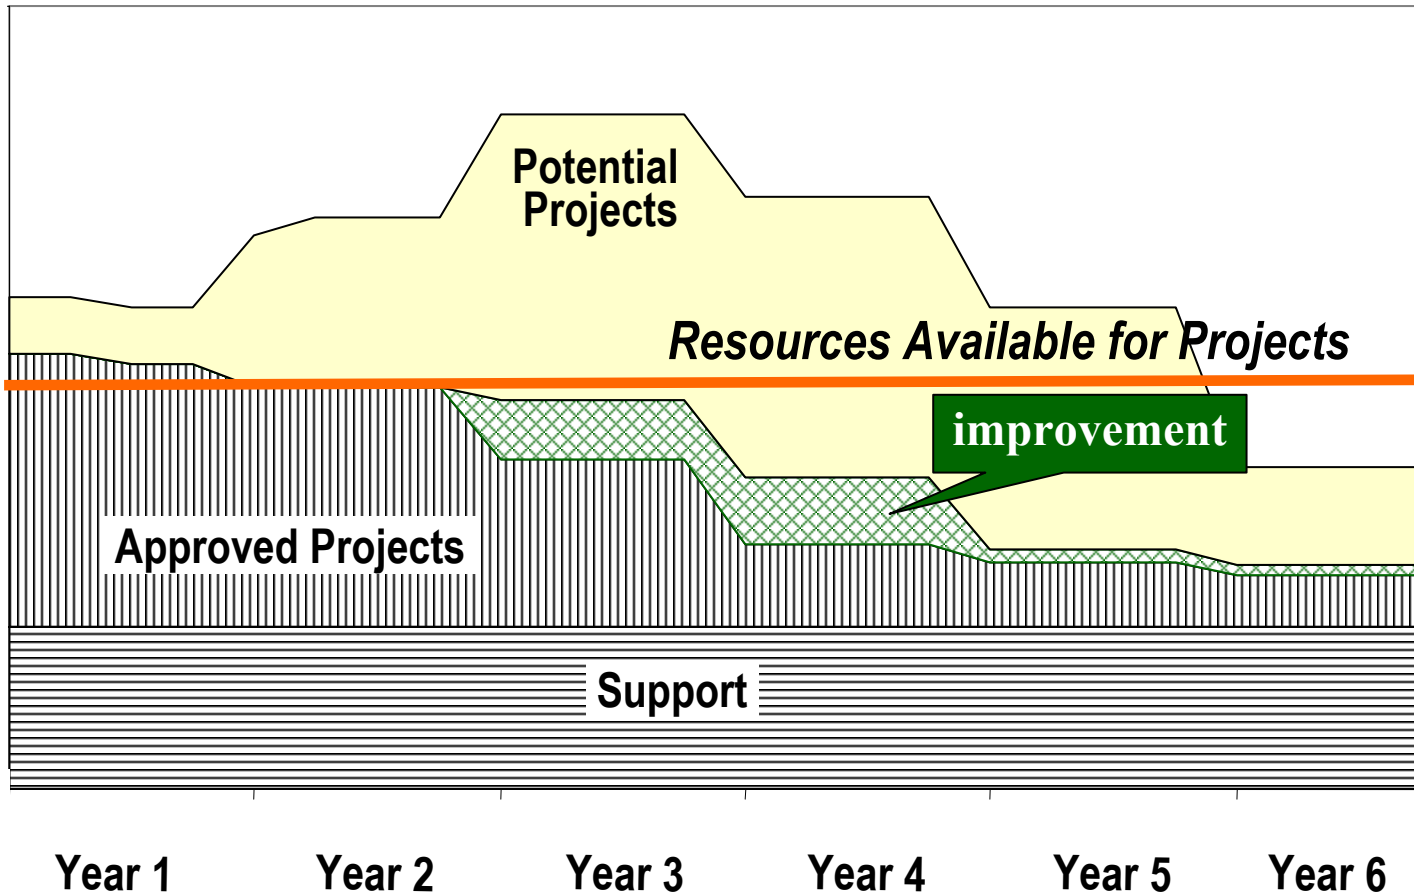 Potential
Projects
Resources Available for Projects
improvement
Approved Projects
Support
Year 1 Year 2 Year 3 Year 4 Year 5 Year 6